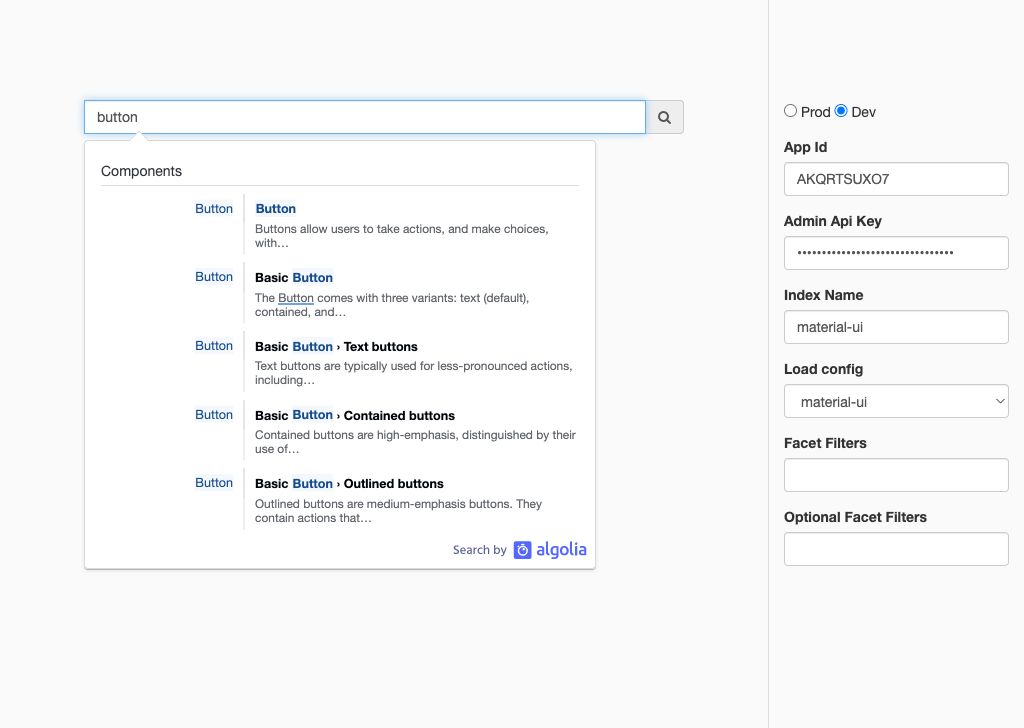 button
Components
Button
Button
Buttons allow users to take actions, and make choices,
with…
Button
Basic Button
The Button comes with three variants: text (default),
contained, and…
Button
Basic Button › Text buttons
Text buttons are typically used for less-pronounced actions,
including…
Button
Basic Button › Contained buttons
Contained buttons are high-emphasis, distinguished by their
use of…
Button
Basic Button › Outlined buttons
Outlined buttons are medium-emphasis buttons. They
contain actions that…
Search by algolia
Prod Dev
App Id
AKQRTSUXO7
Admin Api Key
Index Name
material-ui
Load config
material-ui
Facet Filters
Optional Facet Filters